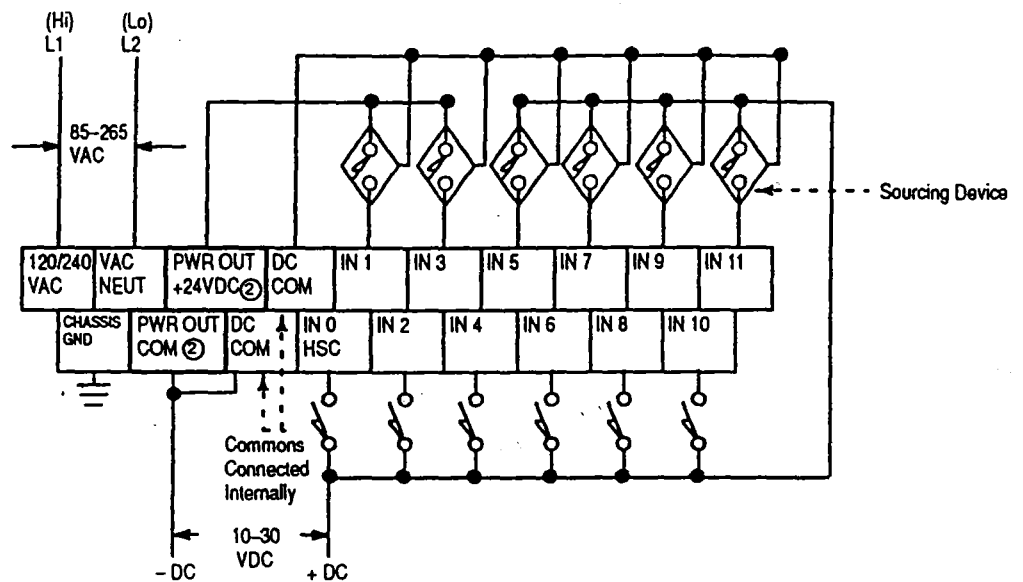 (Hi) (Lo)
L1 L2
85–265
VAC
Sourcing Device
120/240
VAC
VAC
NEUT
PWR OUT
+24VDC②
DC
COM
IN 1
IN 3
IN 5
IN 7
IN 9
IN 11
CHASSIS
GND
PWR OUT
COM ②
DC
COM
IN 0
HSC
IN 2
IN 4
IN 6
IN 8
IN 10
Commons
Connected
Internally
10–30
VDC
– DC
+ DC